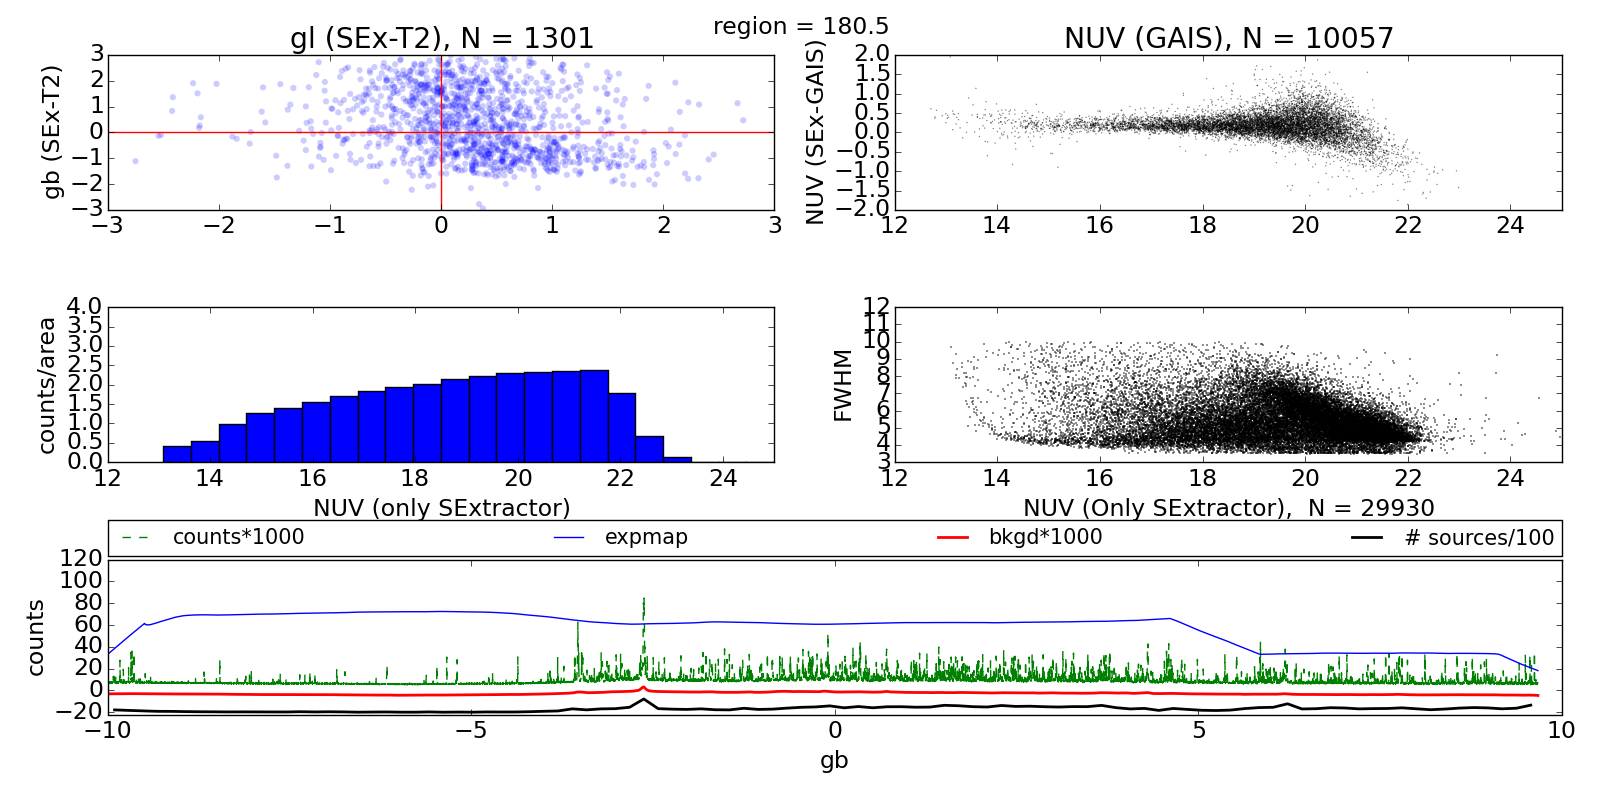 region = 180.5
gl (SEx-T2), N = 1301
gb (SEx-T2)
3
2
1
0
−1
−2
−3
−3 −2 −1 0 1 2 3
NUV (GAIS), N = 10057
NUV (SEx-GAIS)
2.0
1.5
1.0
0.5
0.0
−0.5
−1.0
−1.5
−2.0
12 14 16 18 20 22 24
counts/area
4.0
3.5
3.0
2.5
2.0
1.5
1.0
0.5
0.0
12 14 16 18 20 22 24
NUV (only SExtractor)
FWHM
12
11
10
9
8
7
6
5
4
3
12 14 16 18 20 22 24
NUV (Only SExtractor), N = 29930
counts*1000 expmap bkgd*1000 # sources/100
counts
120
100
80
60
40
20
0
−20
−10 −5 0 5 10
gb